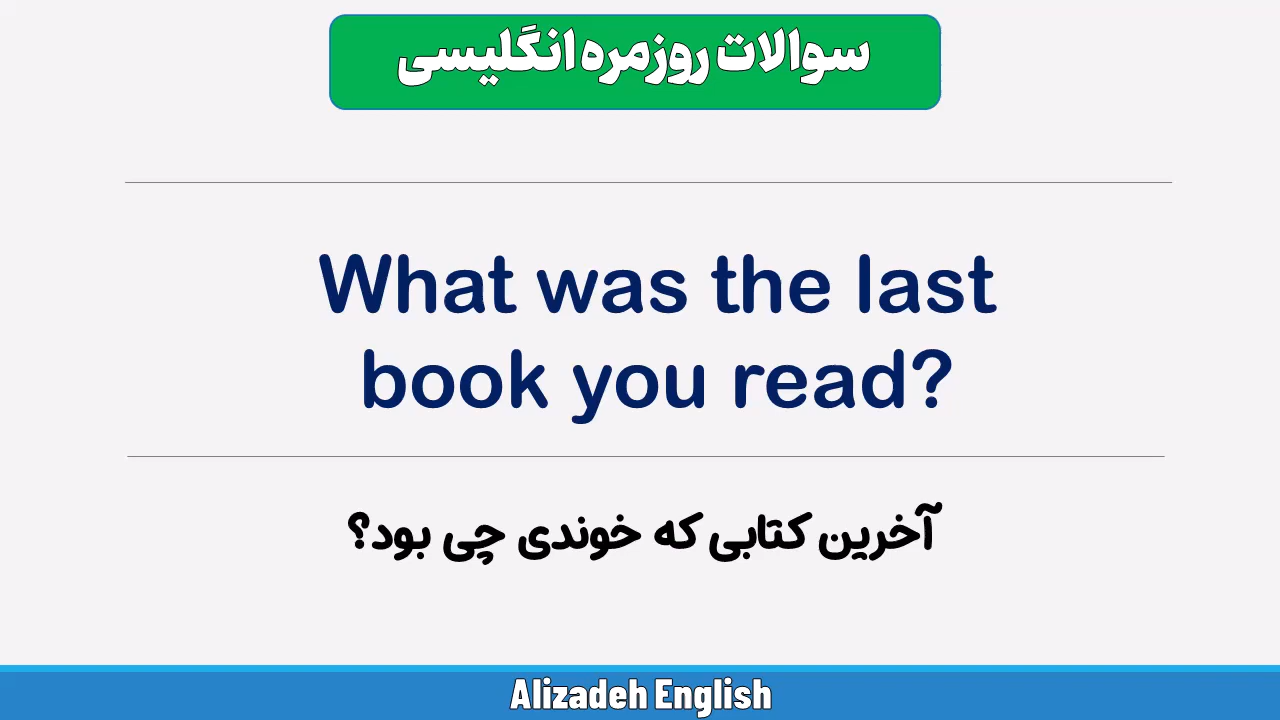 سوالات روزمره انگلیسی
What was the last
book you read?
آخرین کتابی که خوندی چی بود؟
Alizadeh English